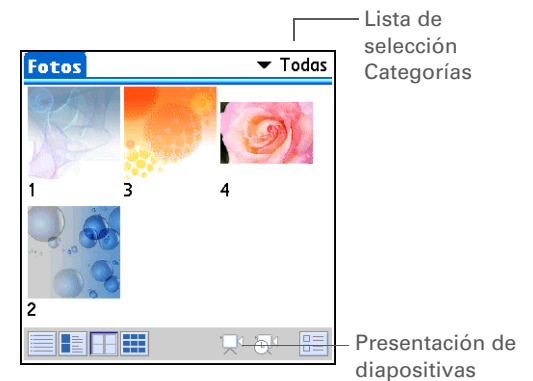 Lista de
selección
Categorías
Fotos
Todas
1
3
4
2
Presentación de
diapositivas